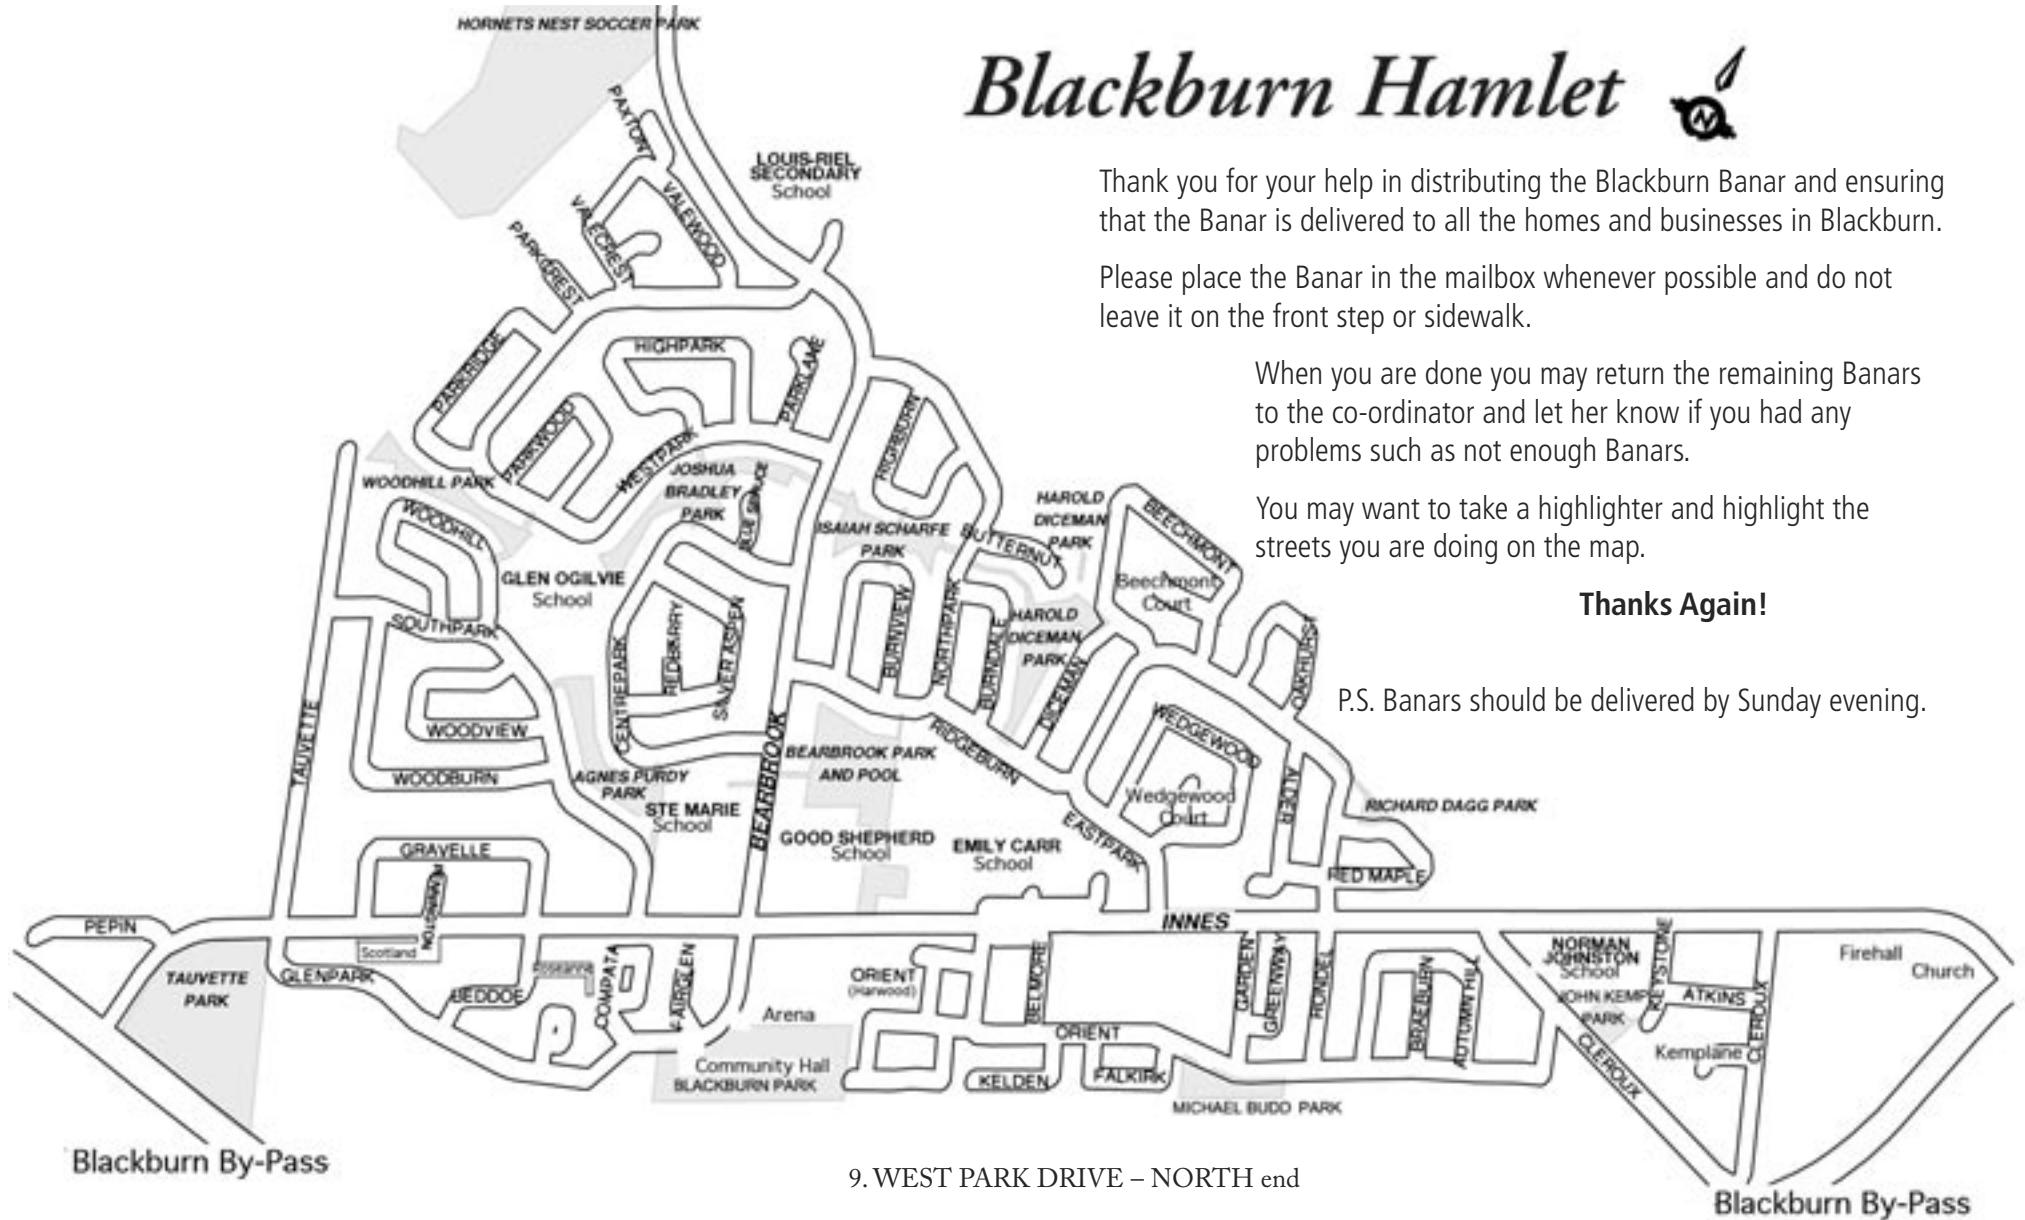 HORNETS NEST SOCCER PARK
Blackburn Hamlet
N
Thank you for your help in distributing the Blackburn Banar and ensuring
that the Banar is delivered to all the homes and businesses in Blackburn.
Please place the Banar in the mailbox whenever possible and do not
leave it on the front step or sidewalk.
When you are done you may return the remaining Banars
to the co-ordinator and let her know if you had any
problems such as not enough Banars.
You may want to take a highlighter and highlight the
streets you are doing on the map.
Thanks Again!
P.S. Banars should be delivered by Sunday evening.
PAXTON
LOUIS-RIEL
SECONDARY
School
VALEWOOD
VALECREST
PARKCREST
PARKRIDGE
HIGHPARK
PARKLANE
PARKWOOD
WESTPARK
HIGHBURN
WOODHILL PARK
JOSHUA
BRADLEY
PARK
BLUE SPRUCE
WOODHILL
ISAIAH SCHARFE
PARK
BUTTERNUT
HAROLD
DICEMAN
PARK
BEECHMONT
Beechmont
Court
GLEN OGILVIE
School
SOUTHPARK
CENTREPARK
REDBARRY
SILVER ASPEN
BURNVIEW
NORTHPARK
BURNDALE
HAROLD
DICEMAN
PARK
DICEMAN
OAKHURST
TAUVETTE
WOODVIEW
WOODBURN
AGNES PURDY
PARK
STE MARIE
School
BEARBROOK
BEARBROOK PARK
AND POOL
RIDGEBURN
WEDGEWOOD
Wedgewood
Court
ALDER
RICHARD DAGG PARK
GOOD SHEPHERD
School
EMILY CARR
School
EASTPARK
RED MAPLE
GRAVELLE
PENNINGTON
PEPIN
INNES
Scotland
TAUVETTE
PARK
GLENPARK
BEDDOE
Roseanne
COMPATA
FAIRGLEN
ORIENT
(Harwood)
Arena
BELMORE
ORIENT
GARDEN
GREENWAY
RONDEL
BRAEBURN
AUTUMN HILL
NORMAN
JOHNSTON
School
KEYSTONE
JOHN KEMP
PARK
ATKINS
CLEROUX
Kemplane
CLEROUX
Firehall
Church
Community Hall
BLACKBURN PARK
KELDEN
FALKIRK
MICHAEL BUDD PARK
Blackburn By-Pass
9. WEST PARK DRIVE – NORTH end
Blackburn By-Pass